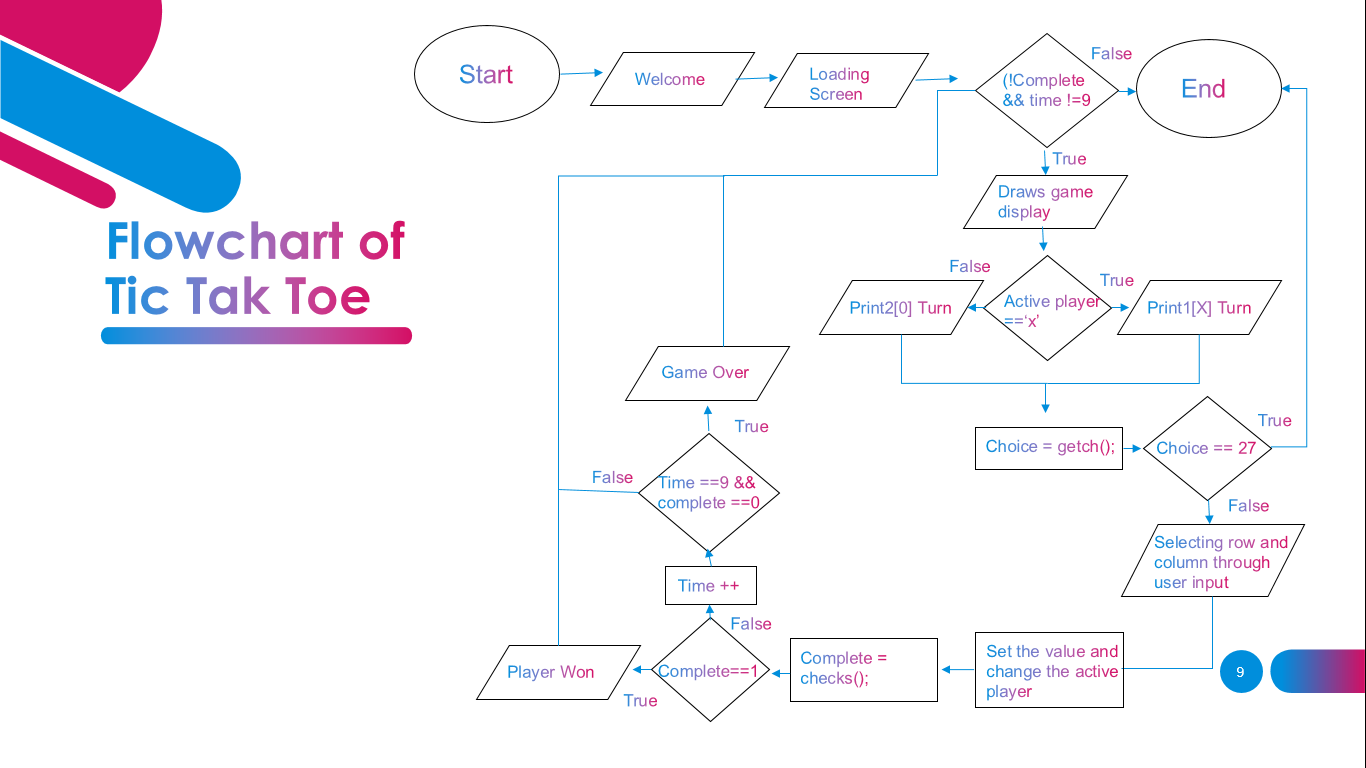 Flowchart of
Tic Tak Toe
Start
Welcome
Loading
Screen
(!Complete
&& time !=9
False
End
True
Draws game
display
False
Active player
==‘x’
True
Print2[0] Turn
Print1[X] Turn
Choice = getch();
Choice == 27
True
False
Selecting row and
column through
user input
Set the value and
change the active
player
Complete =
checks();
Complete==1
True
Player Won
False
Time ++
Time ==9 &&
complete ==0
False
True
Game Over
9